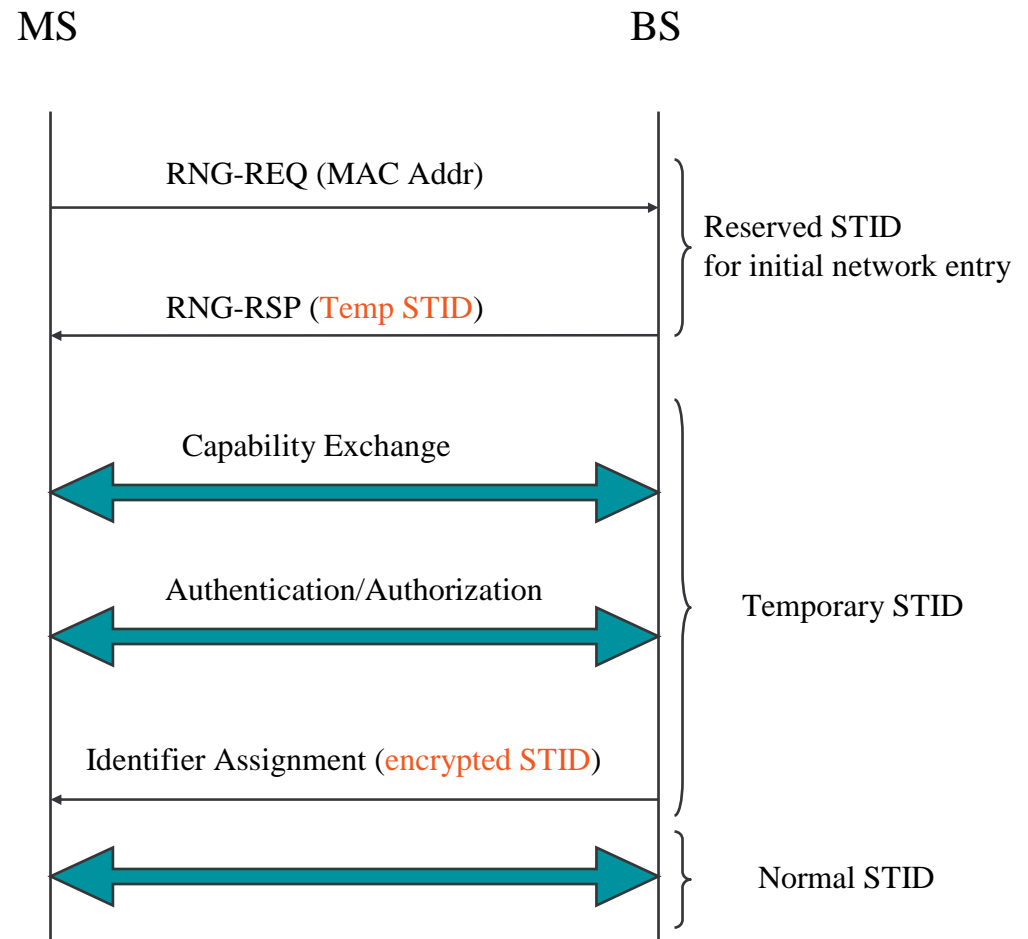 MS
BS
RNG-REQ (MAC Addr)
Reserved STID
for initial network entry
RNG-RSP (Temp STID)
Capability Exchange
Authentication/Authorization
Temporary STID
Identifier Assignment (encrypted STID)
Normal STID